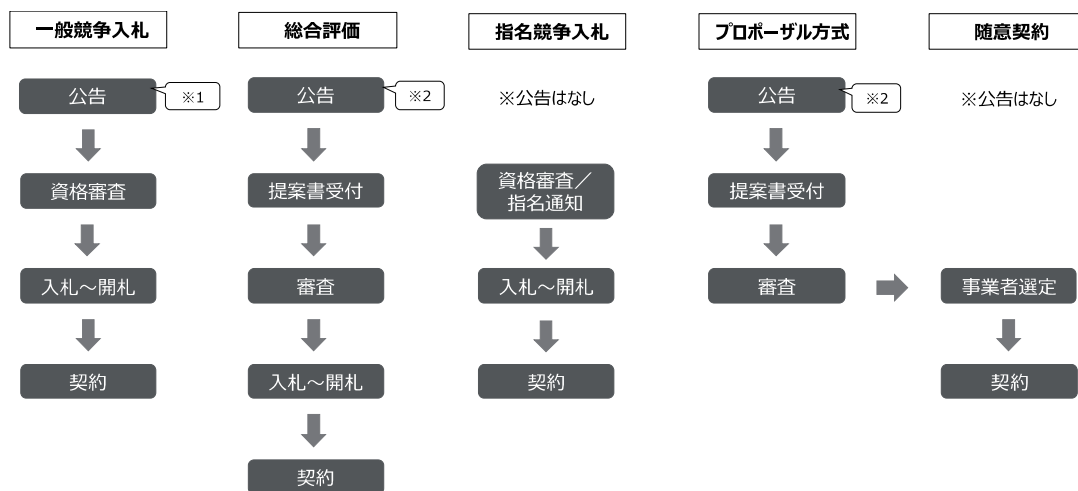 一般競争入札
公告
※1
資格審査
入札～開札
契約
総合評価
公告
※2
提案書受付
審査
入札～開札
契約
指名競争入札
※公告はなし
資格審査／
指名通知
入札～開札
契約
プロポーザル方式
公告
※2
提案書受付
審査
随意契約
※公告はなし
事業者選定
契約